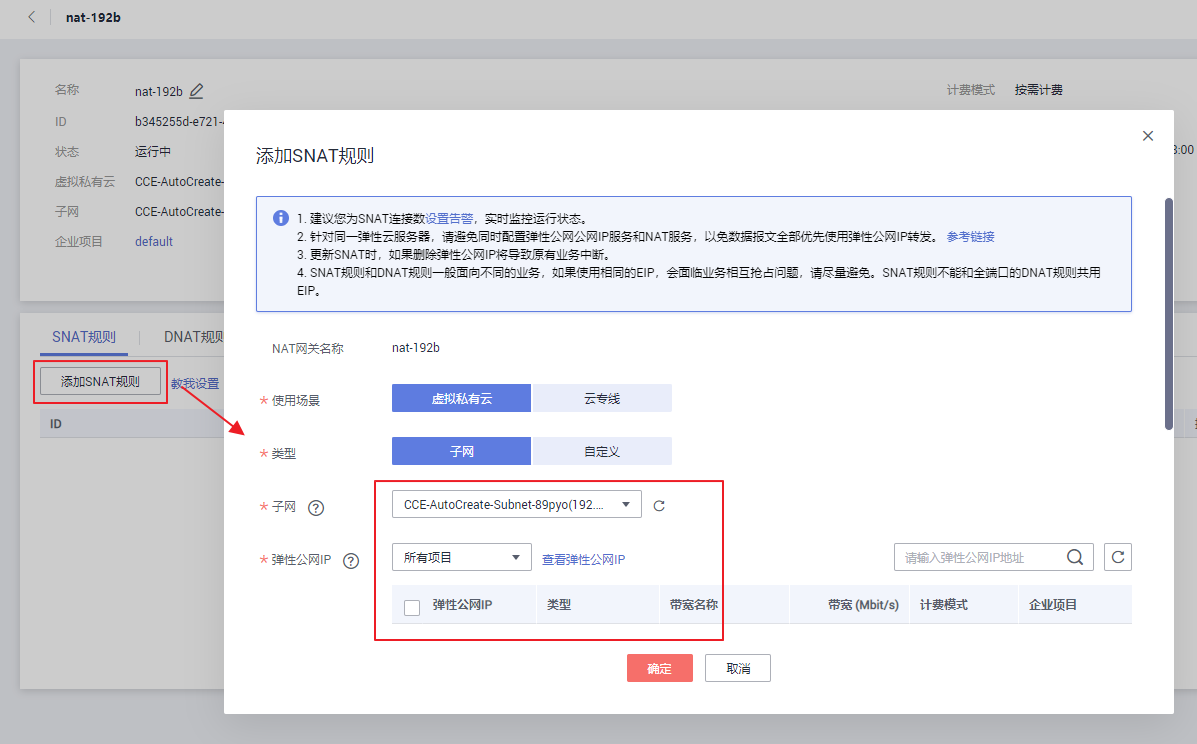 nat-192b
名称 nat-192b
计费模式 按需计费
ID b345255d-e721-
状态 运行中
虚拟私有云 CCE-AutoCreate-
子网 CCE-AutoCreate-
企业项目 default
:00
添加SNAT规则
1. 建议您为SNAT连接数设置告警，实时监控运行状态。
2. 针对同一弹性云服务器，请避免同时配置弹性公网公网IP服务和NAT服务，以免数据报文全部优先使用弹性公网IP转发。 参考链接
3. 更新SNAT时，如果删除弹性公网IP将导致原有业务中断。
4. SNAT规则和DNAT规则一般面向不同的业务，如果使用相同的EIP，会面临业务相互抢占问题，请尽量避免。SNAT规则不能和全端口的DNAT规则共用
EIP。
SNAT规则 DNAT规则
添加SNAT规则 教我设置
ID
NAT网关名称 nat-192b
* 使用场景 虚拟私有云 云专线
* 类型 子网 自定义
* 子网 ? CCE-AutoCreate-Subnet-89pyo(192....
* 弹性公网IP ? 所有项目 查看弹性公网IP 请输入弹性公网IP地址
弹性公网IP 类型 带宽名称 带宽 (Mbit/s) 计费模式 企业项目
确定 取消